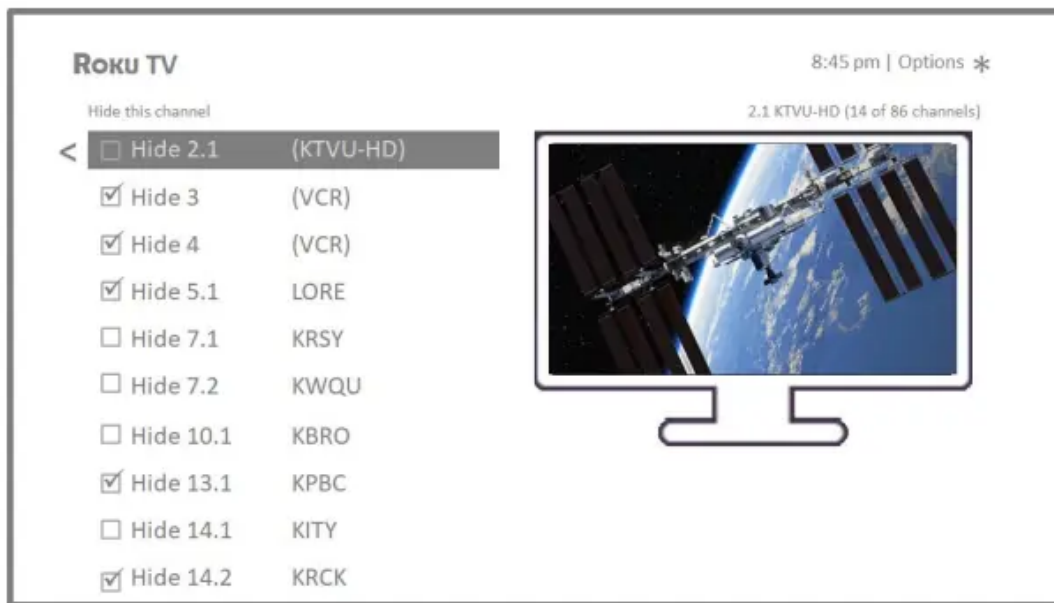 Roku TV
8:45 pm | Options *
Hide this channel
2.1 KTVU-HD (14 of 86 channels)
< Hide 2.1 (KTVU-HD)
Hide 3 (VCR)
Hide 4 (VCR)
Hide 5.1 LORE
Hide 7.1 KRSY
Hide 7.2 KWQU
Hide 10.1 KBRO
Hide 13.1 KPBC
Hide 14.1 KITY
Hide 14.2 KRCK